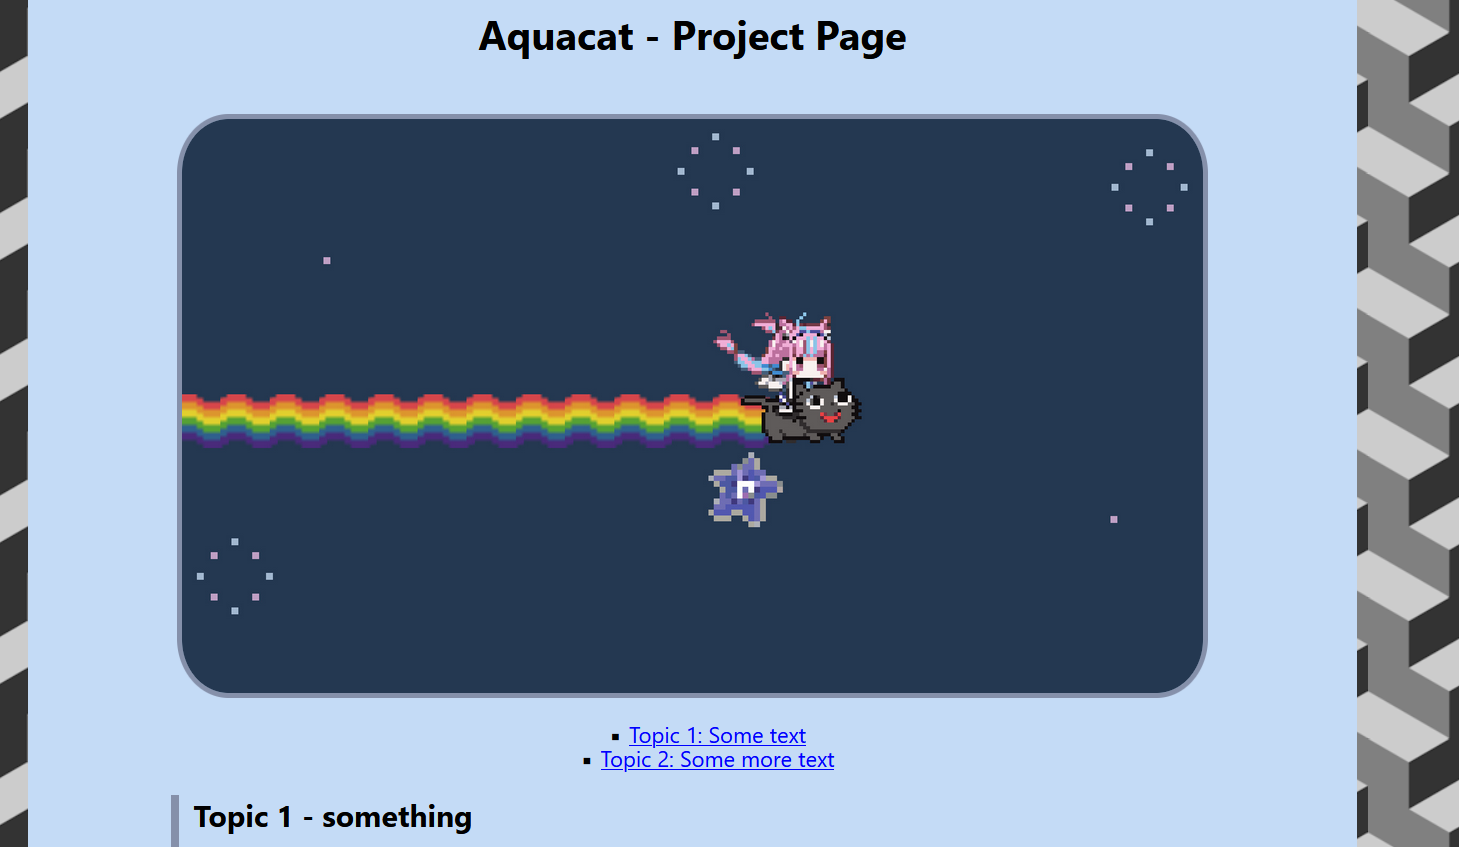 Aquacat - Project Page
Topic 1: Some text
Topic 2: Some more text
Topic 1 - something